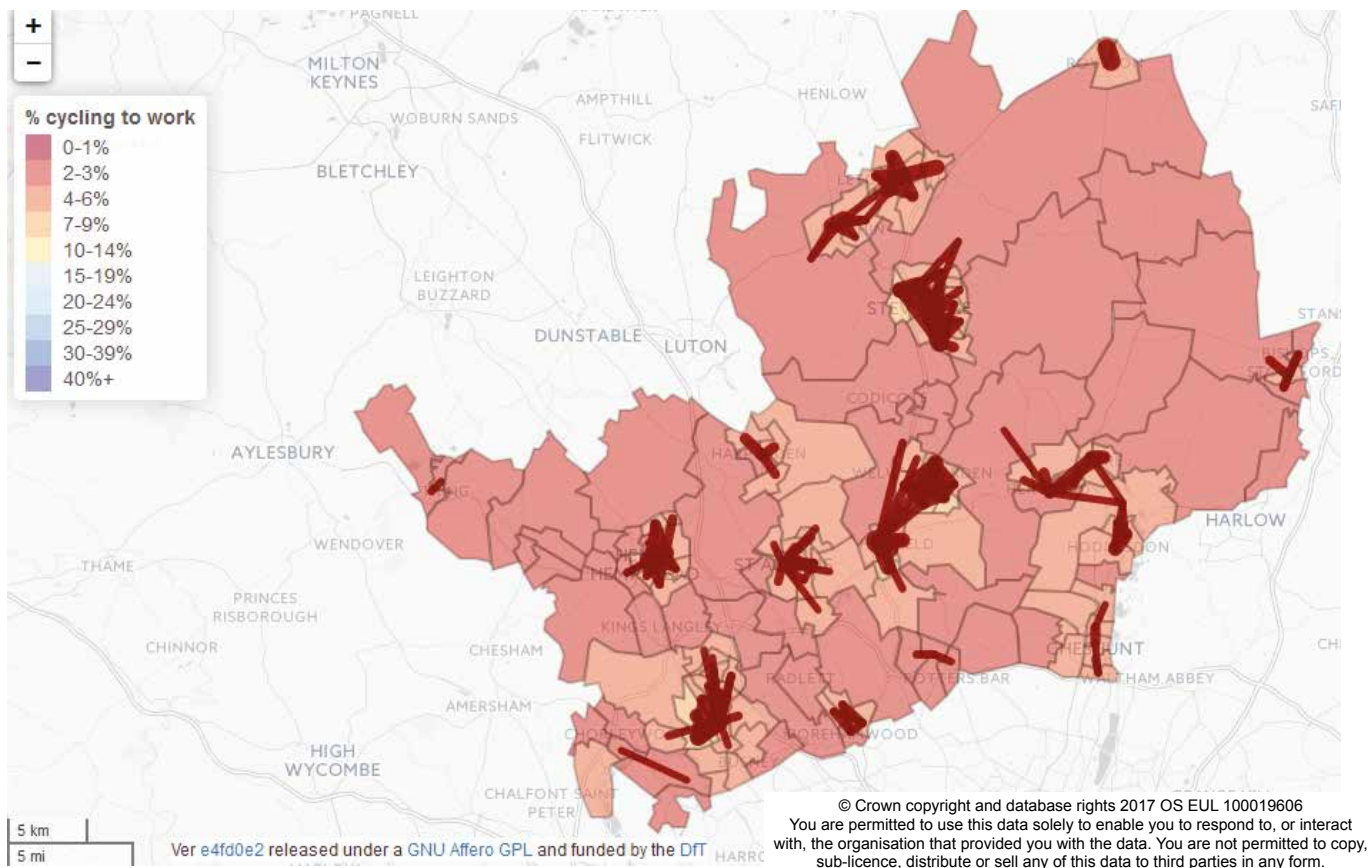 PAGNELL
+
−
MILTON
KEYNES
% cycling to work
0-1%
2-3%
4-6%
7-9%
10-14%
15-19%
20-24%
25-29%
30-39%
40%+
AMPTHILL
HENLOW
WOBURN SANDS
FLITWICK
BLETCHLEY
LEIGHTON
BUZZARD
DUNSTABLE
LUTON
CODICOTE
AYLESBURY
HARLOW
WENDOVER
THAME
PRINCES
RISBOROUGH
KINGS LANGLEY
CHINNOR
CHESHAM
RADLETT
POTTERS BAR
WALTHAM ABBEY
AMERSHAM
HIGH
WYCOMBE
CHALFONT SAINT
PETER
5 km
5 mi
Ver e4fd0e2 released under a GNU Affero GPL and funded by the DfT
© Crown copyright and database rights 2017 OS EUL 100019606
You are permitted to use this data solely to enable you to respond to, or interact
with, the organisation that provided you with the data. You are not permitted to copy,
sub-licence, distribute or sell any of this data to third parties in any form.